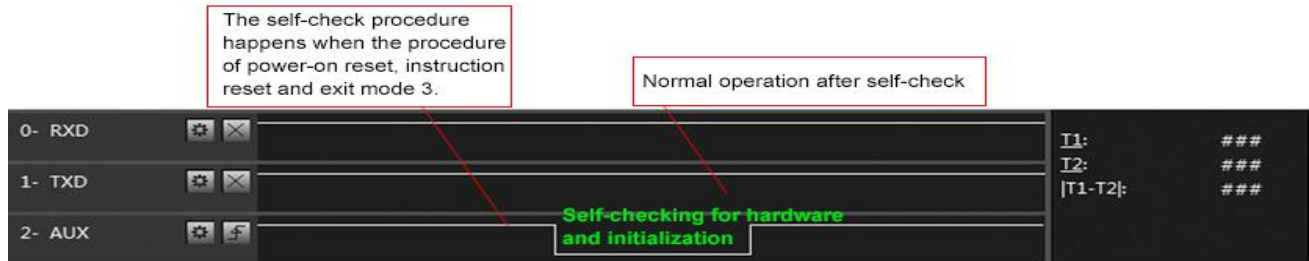 The self-check procedure
happens when the procedure
of power-on reset, instruction
reset and exit mode 3.
Normal operation after self-check
0- RXD
1- TXD
2- AUX
Self-checking for hardware
and initialization
T1: ###
T2: ###
|T1-T2|: ###